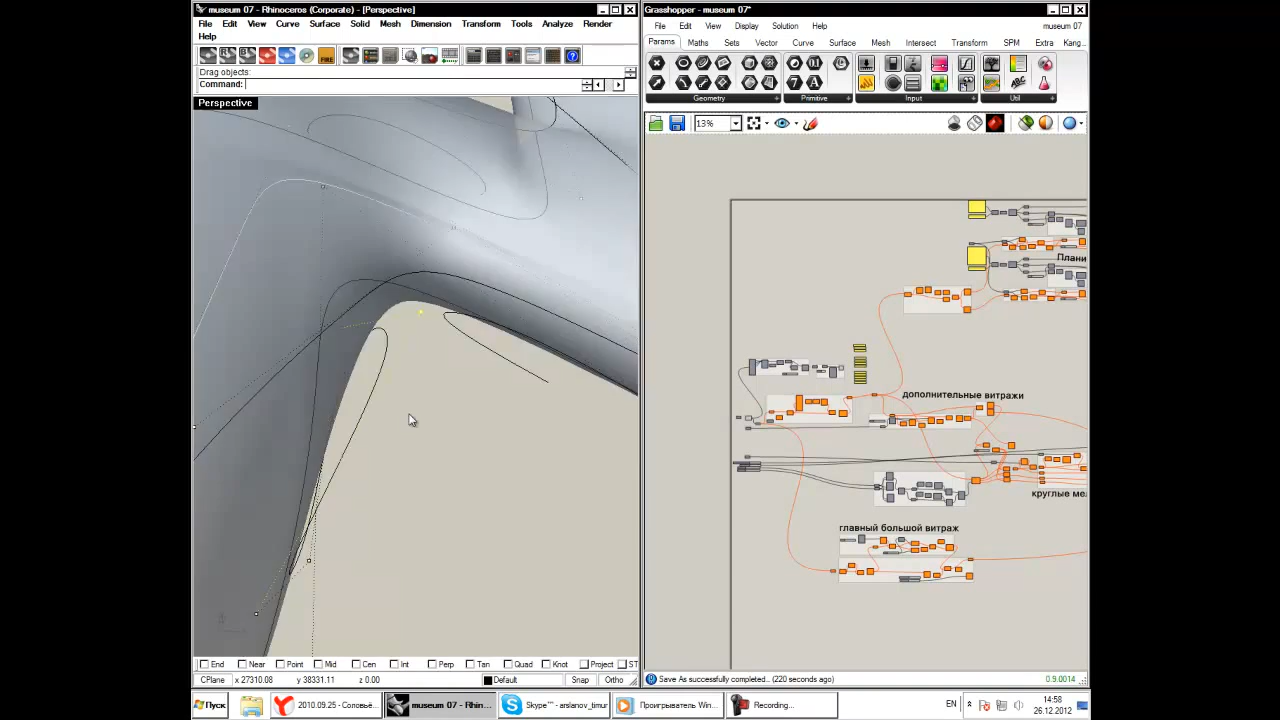 museum 07 - Rhinoceros (Corporate) - [Perspective]
File Edit View Curve Surface Solid Mesh Dimension Transform Tools Analyze Render
Help
Drag objects:
Command:
Perspective
End Near Point Mid Cen Int Perp Tan Quad Knot Project ST
CPlane x 27310.08 y 38331.11 z 0.00 Default Snap Ortho
Grasshopper - museum 07*
File Edit View Display Solution Help museum 07
Params Maths Sets Vector Curve Surface Mesh Intersect Transform SPM Extra Kang
Geometry Primitive Input Util
13%
Плани
дополнительные витражи
круглые ме
главный большой витраж
Save As successfully completed... (220 seconds ago) 0.9.0014
Пуск 2010.09.25 - Соловьё... museum 07 - Rhin... Skype™ - arslanov_timur Проигрыватель Win... Recording... EN 14:58
26.12.2012